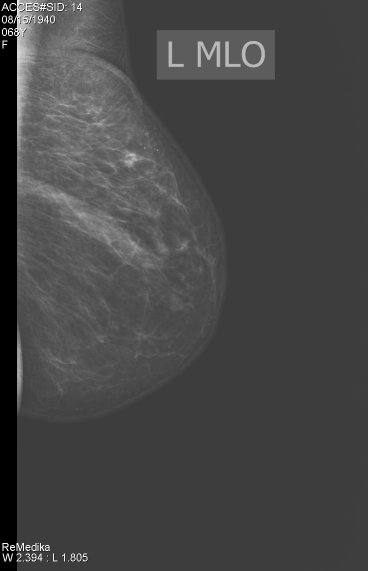 ACCES#SID: 14
08/15/1940
068Y
F
L MLO
ReMedika
W 2.394 : L 1.805